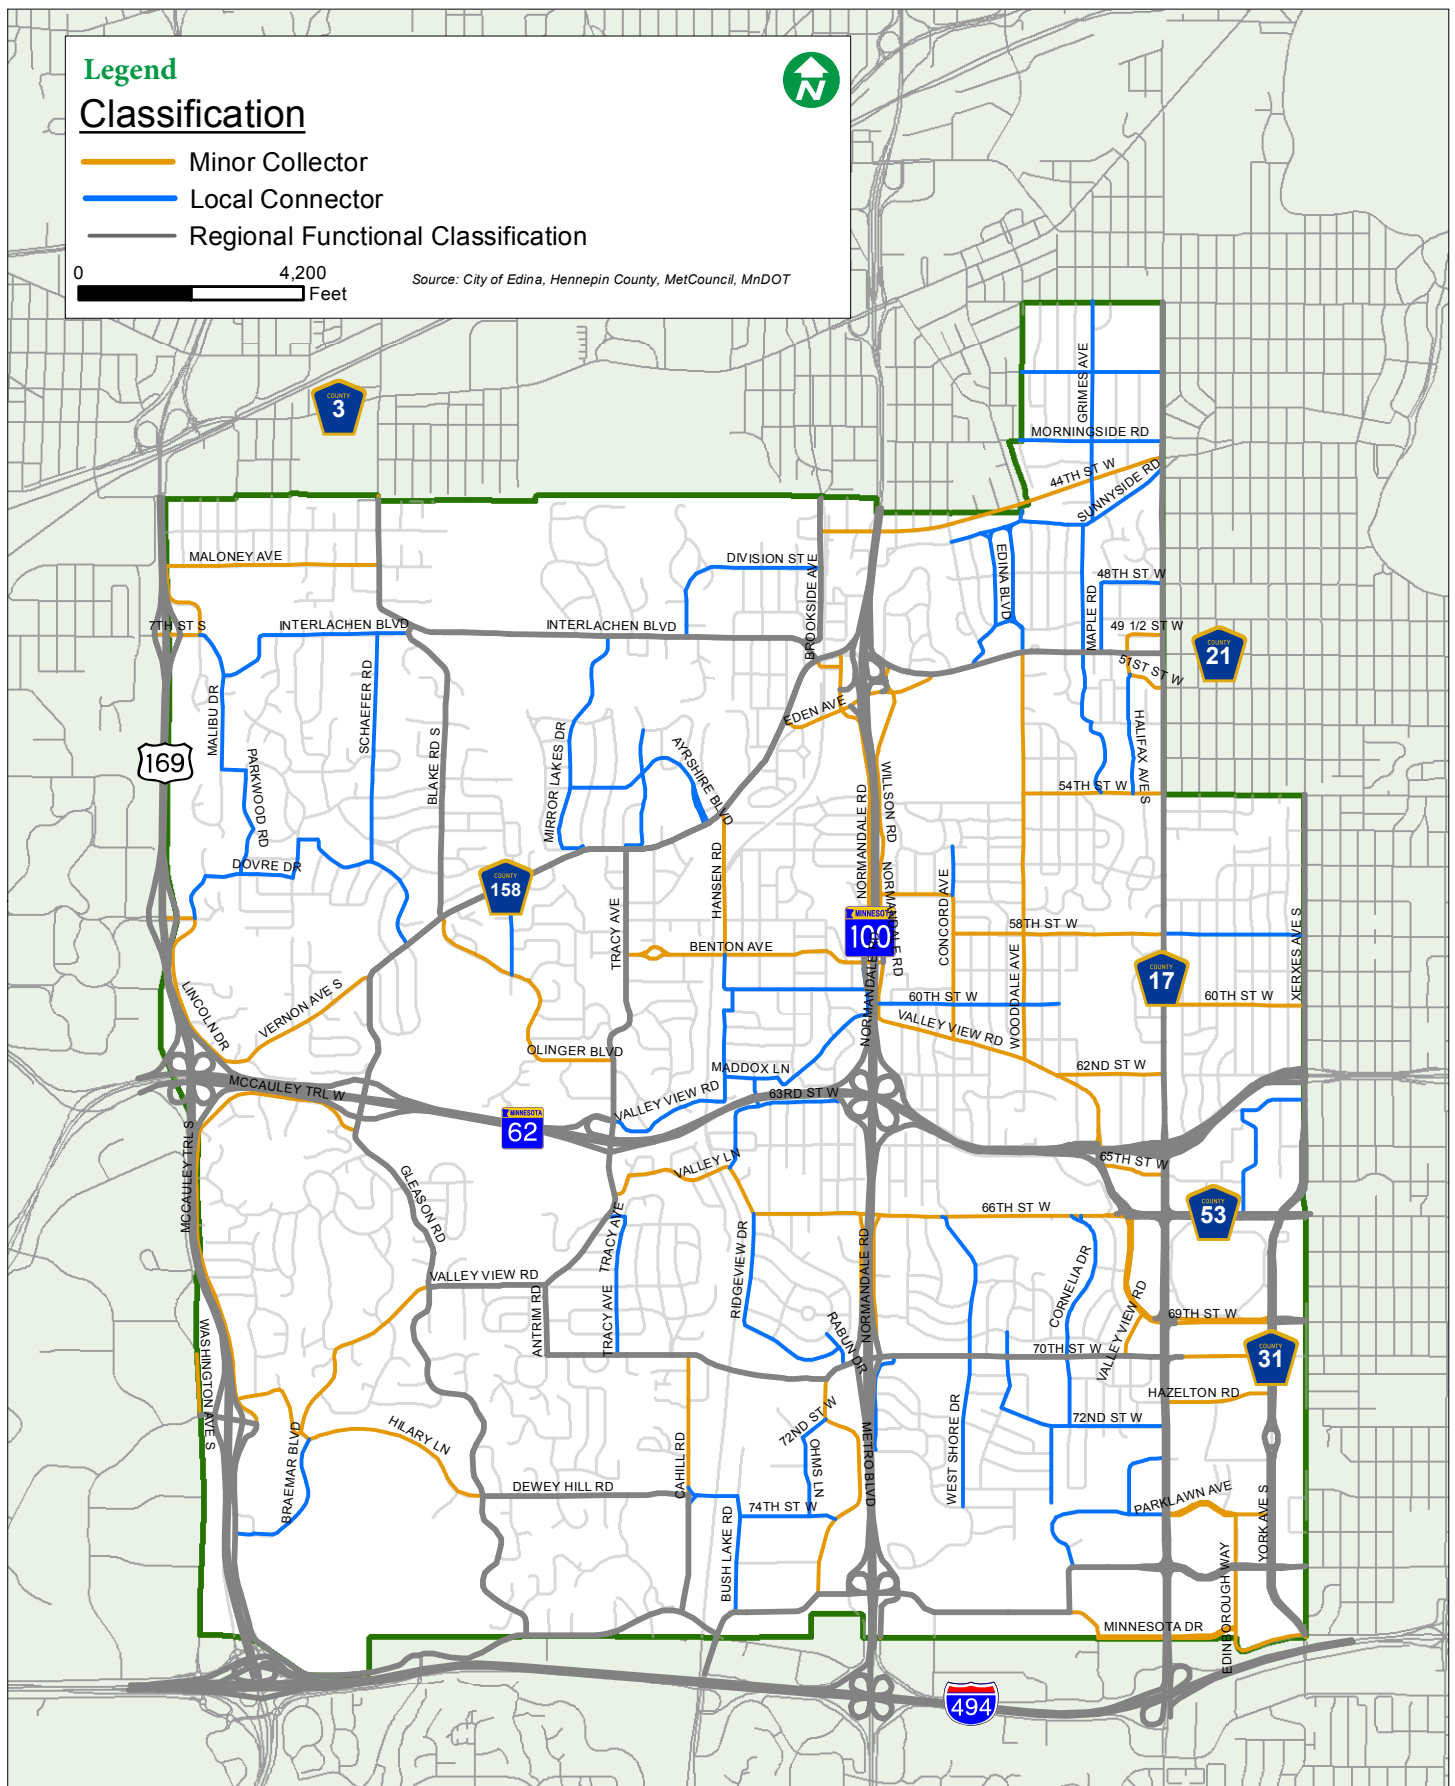 Legend
N
Classification
Minor Collector
Local Connector
Regional Functional Classification
0 4,200
Feet
Source: City of Edina, Hennepin County, MetCouncil, MnDOT
GRIMES AVE
COUNTY
3
MORNINGSIDE RD
44TH ST W
SUNNYSIDE RD
MALONEY AVE
DIVISION ST E
BROOKSIDE AVE
EDINA BLVD
48TH ST W
MAPLE RD
7TH ST S
INTERLACHEN BLVD
INTERLACHEN BLVD
49 1/2 ST W
COUNTY
21
51ST ST W
MALIBU DR
SCHAEFER RD
EDEN AVE
HALIFAX AVE S
169
PARKWOOD RD
BLAKE RD S
MIRROR LAKES DR
AYRSHIRE BLVD
WILLSON RD
NORMANDALE RD
54TH ST W
DOVRE DR
COUNTY
158
HANSEN RD
NORMANDALE RD
CONCORD AVE
TRACY AVE
MINNESOTA
100
58TH ST W
XERXES AVE S
BENTON AVE
WOODDALE AVE
COUNTY
17
LINCOLN DR
VERNON AVE S
NORMANDALE RD
60TH ST W
60TH ST W
VALLEY VIEW RD
OLINGER BLVD
MADDOX LN
62ND ST W
MCCAULEY TRL W
VALLEY VIEW RD
63RD ST W
MINNESOTA
62
MCCAULEY TRL S
VALLEY LN
65TH ST W
GLEASON RD
TRACY AVE
66TH ST W
COUNTY
53
RIDGEVIEW DR
NORMANDALE RD
CORNELIA DR
VALLEY VIEW RD
ANTRIM RD
TRACY AVE
VALLEY VIEW RD
69TH ST W
WASHINGTON AVE S
RABUN DR
70TH ST W
COUNTY
31
HAZELTON RD
HILARY LN
72ND ST W
72ND ST W
BRAEMAR BLVD
CAHILL RD
OHMS LN
METRO BLVD
WEST SHORE DR
DEWEY HILL RD
74TH ST W
PARKLAWN AVE
YORK AVE S
BUSH LAKE RD
EDINBOROUGH WAY
MINNESOTA DR
494